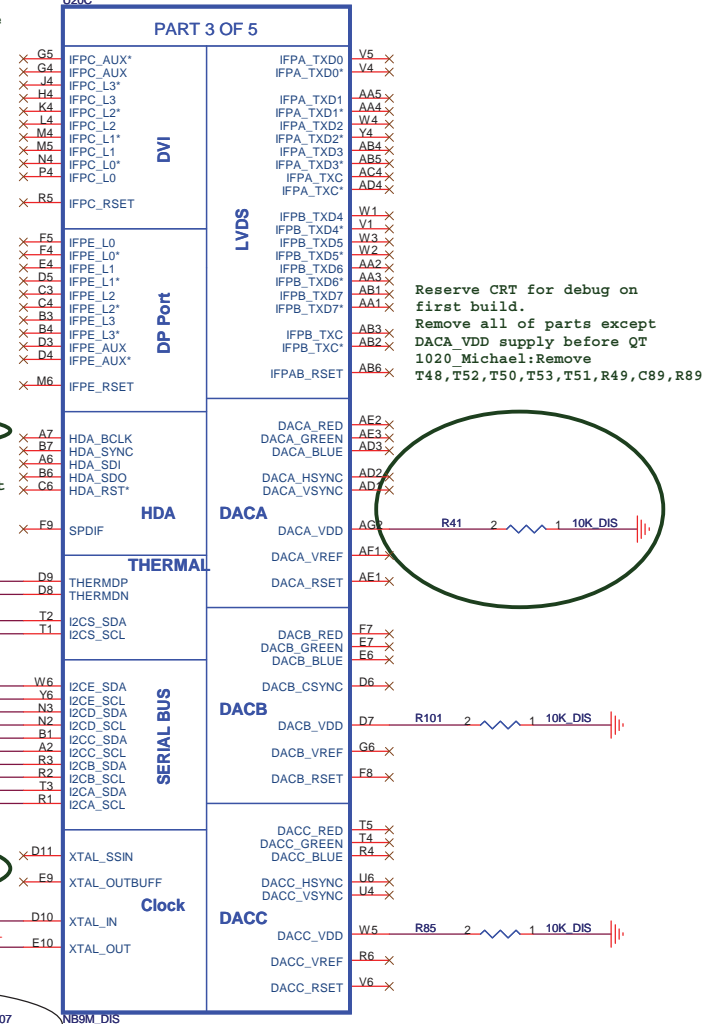 U20C
PART 3 OF 5
G5 IFPC_AUX*
G4 IFPC_AUX
J4 IFPC_L3*
H4 IFPC_L3
K4 IFPC_L2*
L4 IFPC_L2
M4 IFPC_L1*
M5 IFPC_L1
N4 IFPC_L0*
P4 IFPC_L0
R5 IFPC_RSET
DVI
F5 IFPE_L0
F4 IFPE_L0*
E4 IFPE_L1
D5 IFPE_L1*
C3 IFPE_L2
C4 IFPE_L2*
B3 IFPE_L3
B4 IFPE_L3*
D3 IFPE_AUX
D4 IFPE_AUX*
M6 IFPE_RSET
DP Port
A7 HDA_BCLK
B7 HDA_SYNC
A6 HDA_SDI
B6 HDA_SDO
C6 HDA_RST*
HDA
F9 SPDIF
THERMAL
D9 THERMDP
D8 THERMDN
T2 I2CS_SDA
T1 I2CS_SCL
W6 I2CE_SDA
Y6 I2CE_SCL
N3 I2CD_SDA
N2 I2CD_SCL
B1 I2CC_SDA
A2 I2CC_SCL
R3 I2CB_SDA
R2 I2CB_SCL
T3 I2CA_SDA
R1 I2CA_SCL
SERIAL BUS
D11 XTAL_SSIN
E9 XTAL_OUTBUFF
Clock
D10 XTAL_IN
E10 XTAL_OUT
IFPA_TXD0 V5
IFPA_TXD0* V4
IFPA_TXD1 AA5
IFPA_TXD1* AA4
IFPA_TXD2 W4
IFPA_TXD2* Y4
IFPA_TXD3 AB4
IFPA_TXD3* AB5
IFPA_TXC AC4
IFPA_TXC* AD4
LVDS
IFPB_TXD4 W1
IFPB_TXD4* V1
IFPB_TXD5 W3
IFPB_TXD5* W2
IFPB_TXD6 AA2
IFPB_TXD6* AA3
IFPB_TXD7 AB1
IFPB_TXD7* AA1
IFPB_TXC AB3
IFPB_TXC* AB2
IFPAB_RSET AB6
Reserve CRT for debug on
first build.
Remove all of parts except
DACA_VDD supply before QT
1020_Michael:Remove
T48,T52,T50,T53,T51,R49,C89,R89
DACA_RED AE2
DACA_GREEN AE3
DACA_BLUE AD3
DACA_HSYNC AD2
DACA_VSYNC AD1
DACA
DACA_VDD AG2 R41 2 1 10K_DIS
DACA_VREF AF1
DACA_RSET AE1
DACB_RED F7
DACB_GREEN E7
DACB_BLUE E6
DACB_CSYNC D6
DACB
DACB_VDD D7 R101 2 1 10K_DIS
DACB_VREF G6
DACB_RSET F8
DACC_RED T5
DACC_GREEN T4
DACC_BLUE R4
DACC_HSYNC U6
DACC_VSYNC U4
DACC
DACC_VDD W5 R85 2 1 10K_DIS
DACC_VREF R6
DACC_RSET V6
07
NB9M_DIS